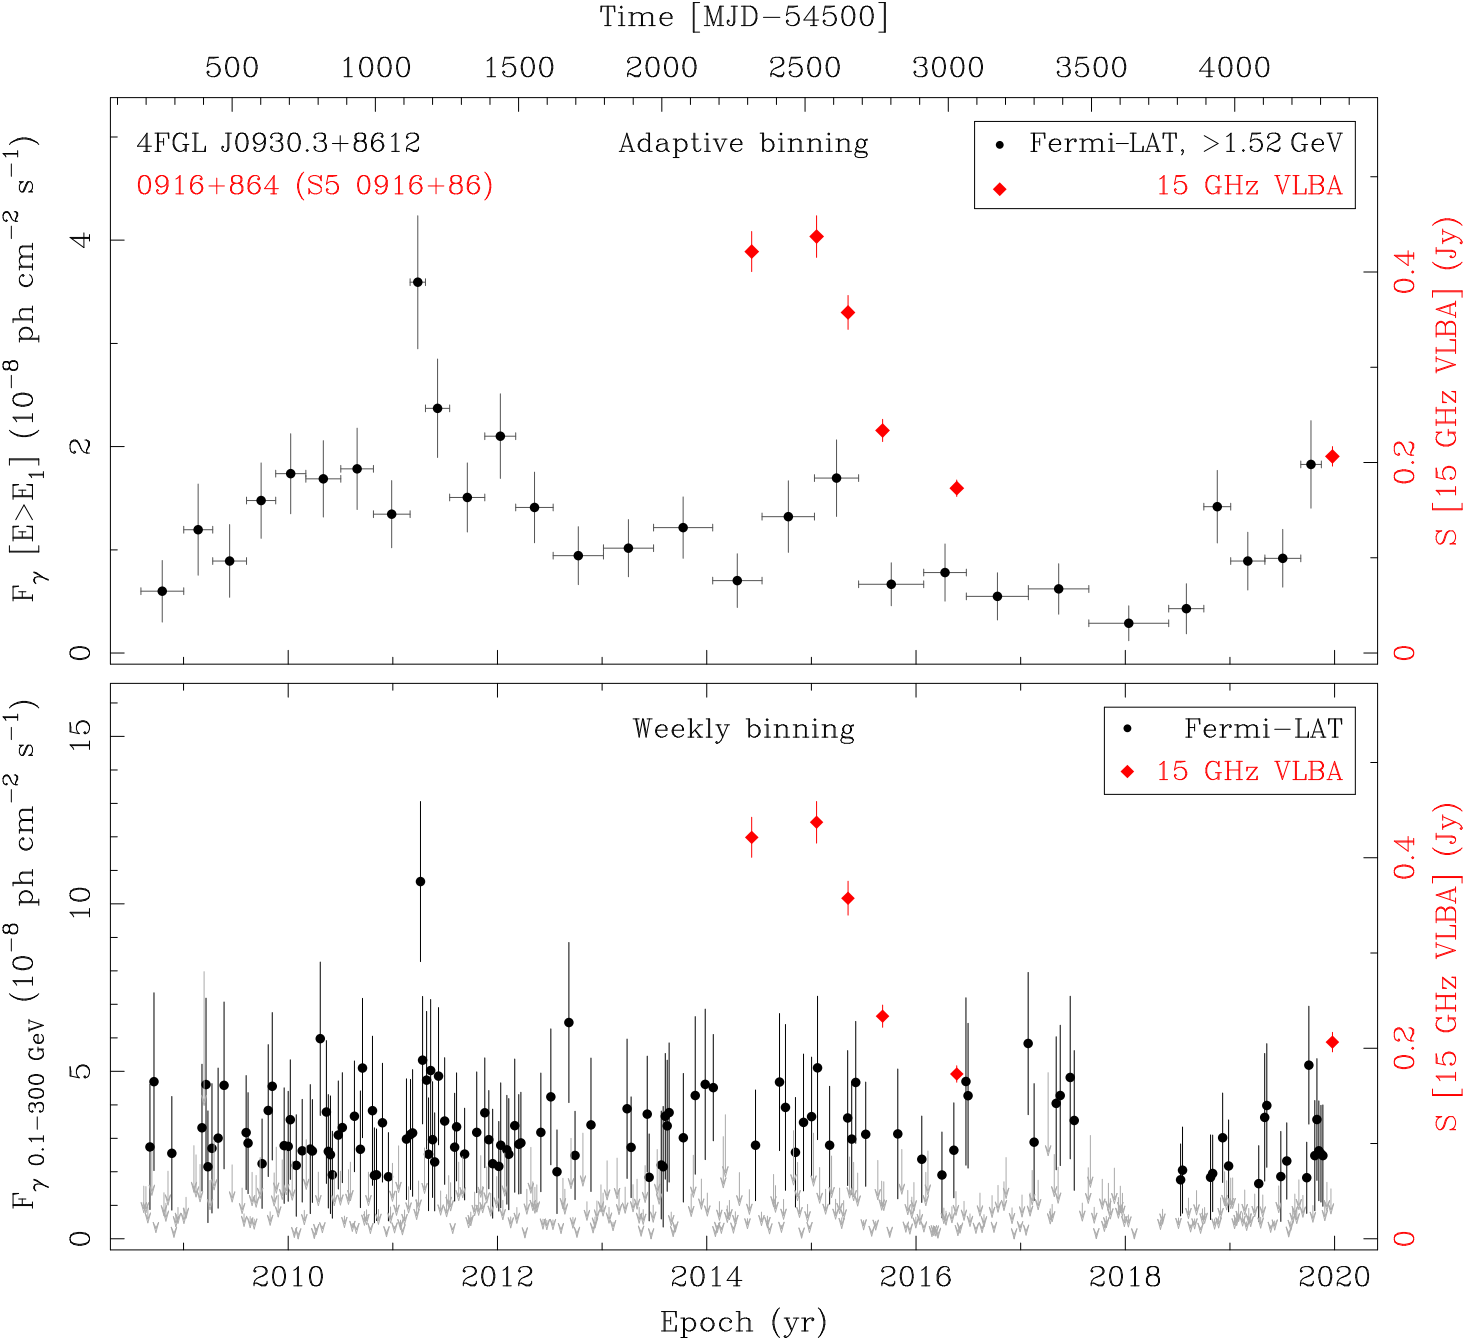 Time [MJD−54500]
500 1000 1500 2000 2500 3000 3500 4000
4FGL J0930.3+8612
0916+864 (S5 0916+86)
Adaptive binning
Fermi−LAT, >1.52 GeV
15 GHz VLBA
F γ [E>E1] (10−8 ph cm−2 s−1)
0 2 4
S [15 GHz VLBA] (Jy)
0 0.2 0.4
Weekly binning
Fermi−LAT
15 GHz VLBA
F γ 0.1−300 GeV (10−8 ph cm−2 s−1)
0 5 10 15
S [15 GHz VLBA] (Jy)
0 0.2 0.4
2010 2012 2014 2016 2018 2020
Epoch (yr)